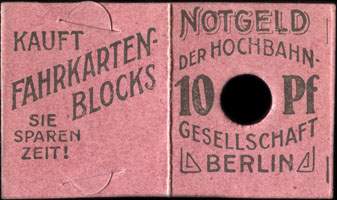 KAUFT
FAHRKARTEN-
BLOCKS
SIE
SPAREN
ZEIT!
NOTGELD
DER HOCHBAHN-
10 Pf
GESELLSCHAFT
BERLIN